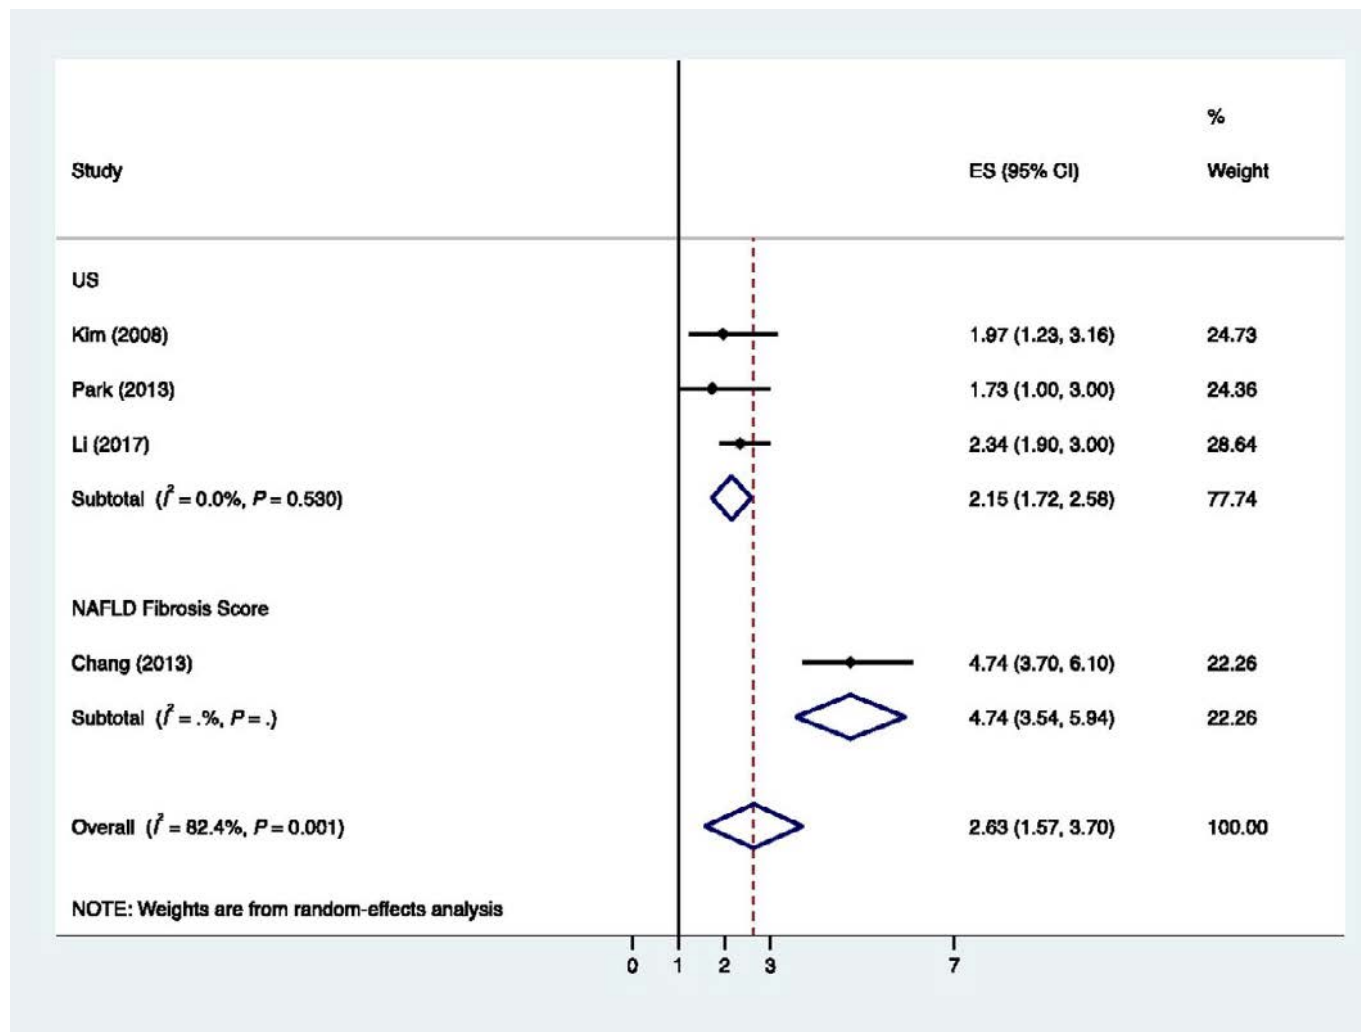 %
Study ES (95% CI) Weight
US
Kim (2008) 1.97 (1.23, 3.16) 24.73
Park (2013) 1.73 (1.00, 3.00) 24.36
Li (2017) 2.34 (1.90, 3.00) 28.64
Subtotal (I² = 0.0%, P = 0.530) 2.15 (1.72, 2.58) 77.74
NAFLD Fibrosis Score
Chang (2013) 4.74 (3.70, 6.10) 22.26
Subtotal (I² = .%, P = .) 4.74 (3.54, 5.94) 22.26
Overall (I² = 82.4%, P = 0.001) 2.63 (1.57, 3.70) 100.00
NOTE: Weights are from random-effects analysis
0 1 2 3 7